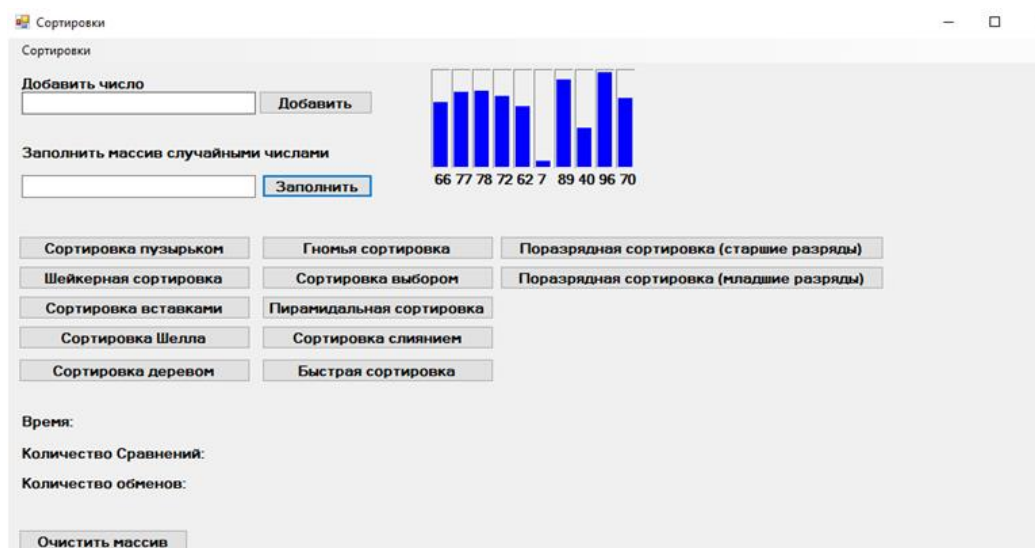 Сортировки
Сортировки
Добавить число
Добавить
Заполнить массив случайными числами
Заполнить
66 77 78 72 62 7 89 40 96 70
Сортировка пузырьком Гномья сортировка Поразрядная сортировка (старшие разряды)
Шейкерная сортировка Сортировка выбором Поразрядная сортировка (младшие разряды)
Сортировка вставками Пирамидальная сортировка
Сортировка Шелла Сортировка слиянием
Сортировка деревом Быстрая сортировка
Время:
Количество Сравнений:
Количество обменов:
Очистить массив